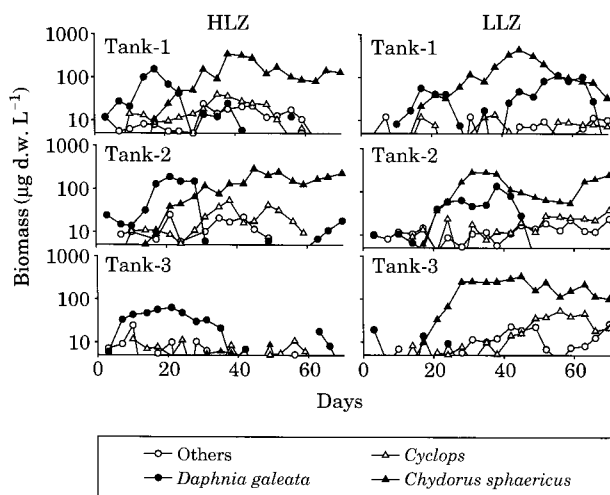 HLZ LLZ
Tank-1 Tank-1
1000
100
10
Tank-2 Tank-2
1000
100
10
Tank-3 Tank-3
1000
100
10
Biomass (μg d.w. L⁻¹)
0 20 40 60 0 20 40 60
Days
Others Cyclops
Daphnia galeata Chydorus sphaericus